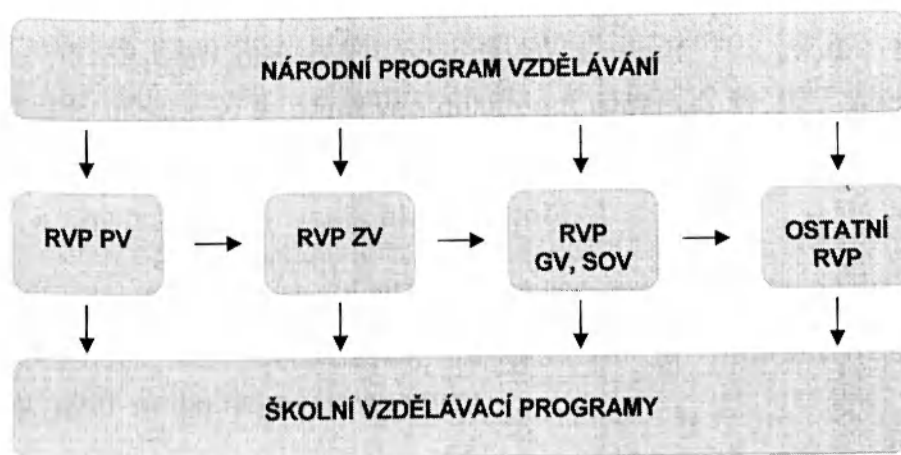 NÁRODNÍ PROGRAM VZDĚLÁVÁNÍ
RVP PV
RVP ZV
RVP
GV, SOV
OSTATNÍ
RVP
ŠKOLNÍ VZDĚLÁVACÍ PROGRAMY